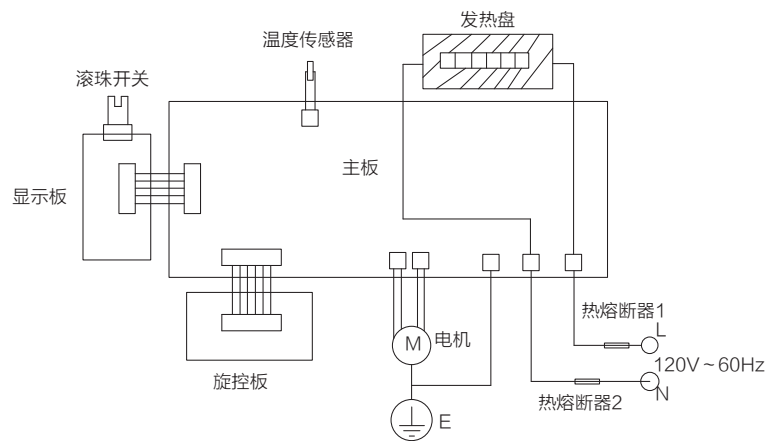 发热盘
温度传感器
滚珠开关
主板
显示板
热熔断器1
L
M 电机
120V~60Hz
旋控板
N
热熔断器2
E